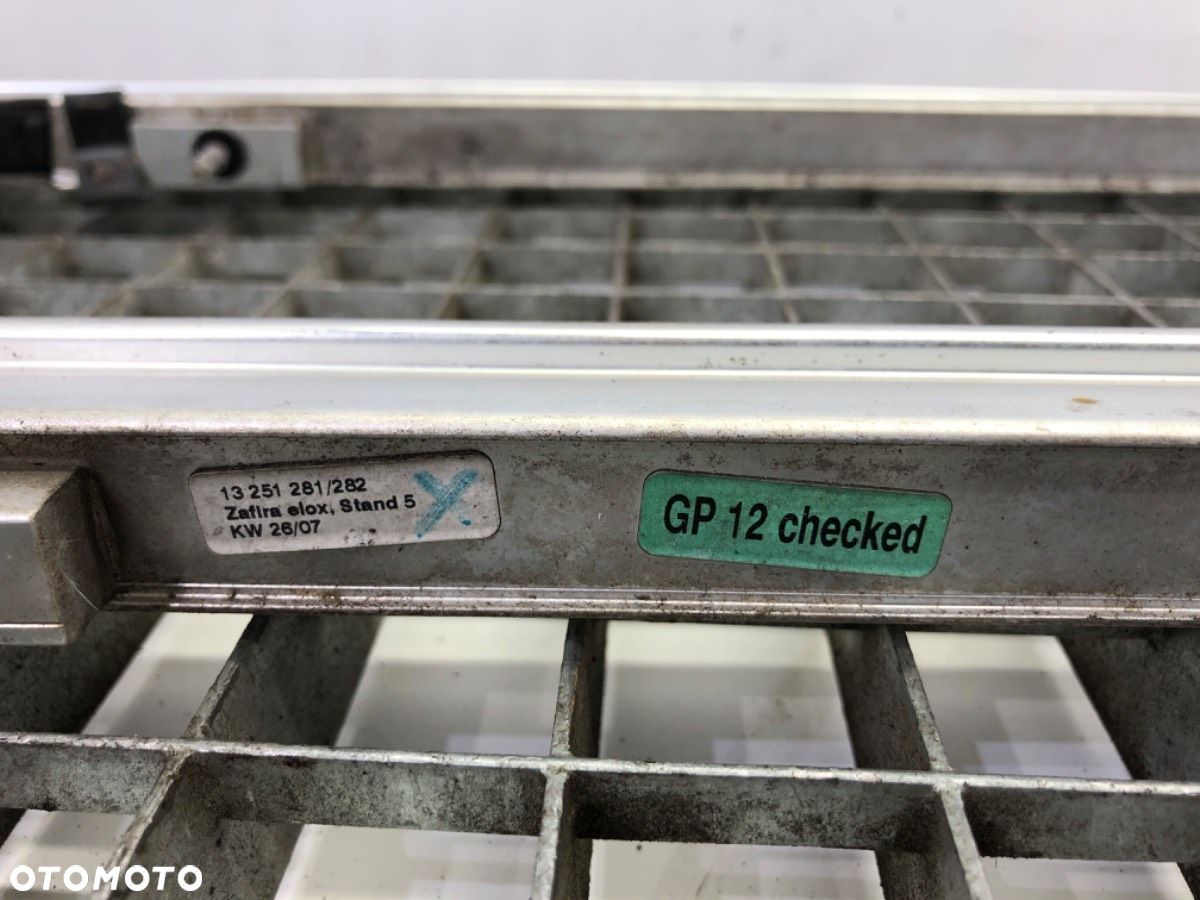 13 251 281/282
Zafira elox, Stand 5
KW 26/07
X
GP 12 checked
OTOMOTO